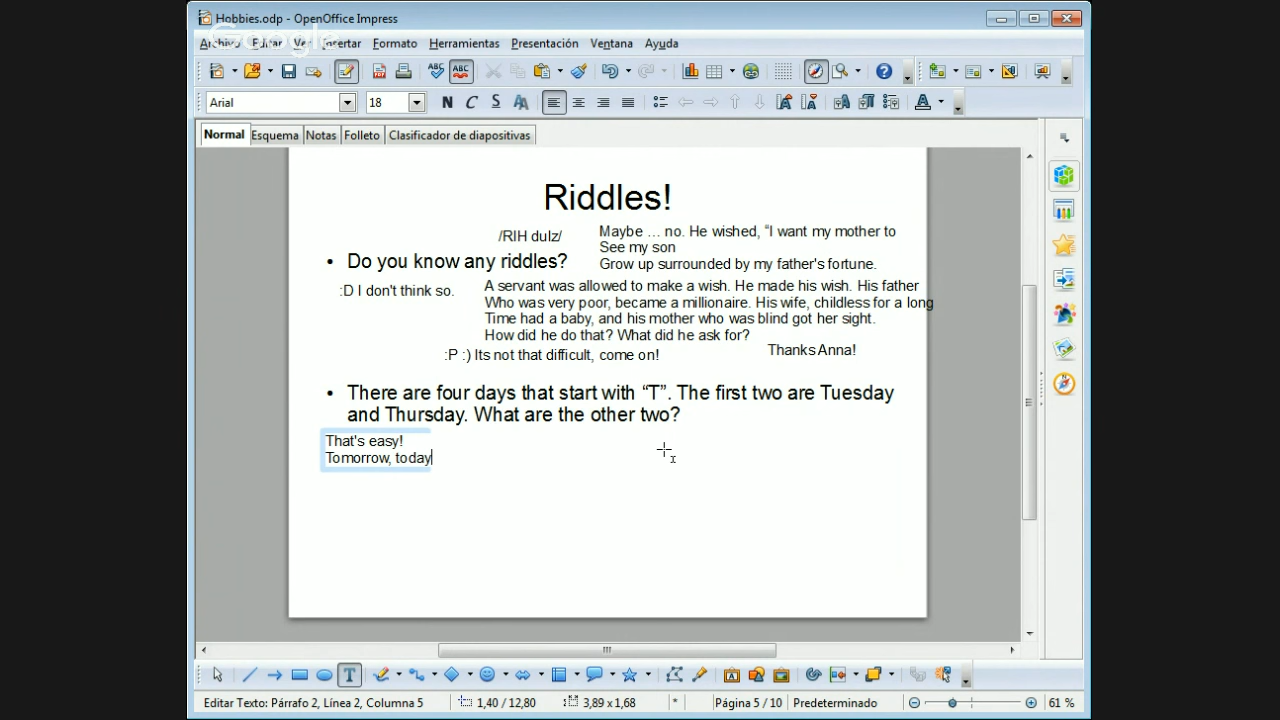 Hobbies.odp - OpenOffice Impress
Google
Archivo Editar Ver Insertar Formato Herramientas Presentación Ventana Ayuda
ABC ABC
Arial 18 N C S
Normal Esquema Notas Folleto Clasificador de diapositivas
Riddles!
/RIH dulz/
Maybe … no. He wished, “I want my mother to
See my son
Grow up surrounded by my father's fortune.
• Do you know any riddles?
:D I don't think so.
A servant was allowed to make a wish. He made his wish. His father
Who was very poor, became a millionaire. His wife, childless for a long
Time had a baby, and his mother who was blind got her sight.
How did he do that? What did he ask for?
:P :) Its not that difficult, come on!
Thanks Anna!
• There are four days that start with “T”. The first two are Tuesday
and Thursday. What are the other two?
That's easy!
Tomorrow, today
Editar Texto: Párrafo 2, Línea 2, Columna 5 1,40 / 12,80 3,89 x 1,68 * Página 5 / 10 Predeterminado 61 %